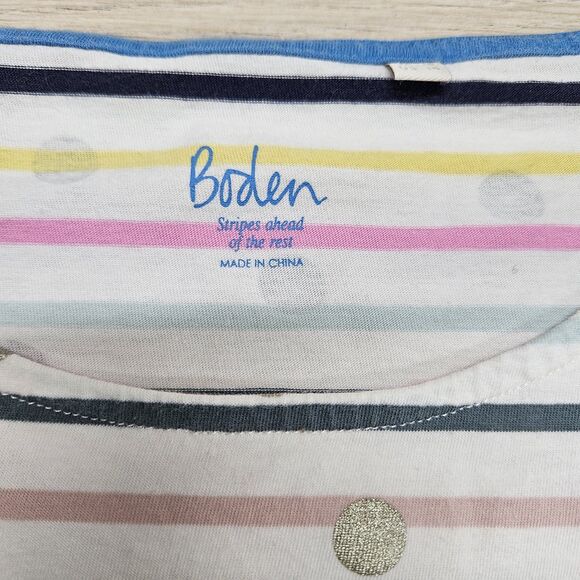 Boden
Stripes ahead
of the rest
MADE IN CHINA